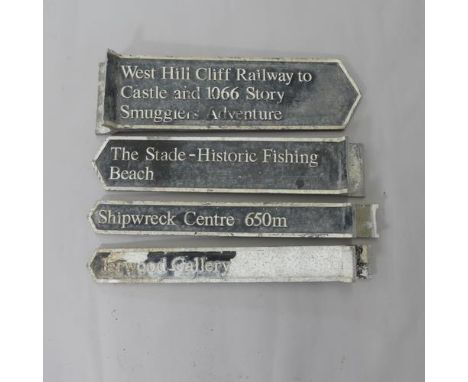 West Hill Cliff Railway to
Castle and 1066 Story
Smugglers Adventure
The Stade-Historic Fishing
Beach
Shipwreck Centre 650m
Jerwood Gallery